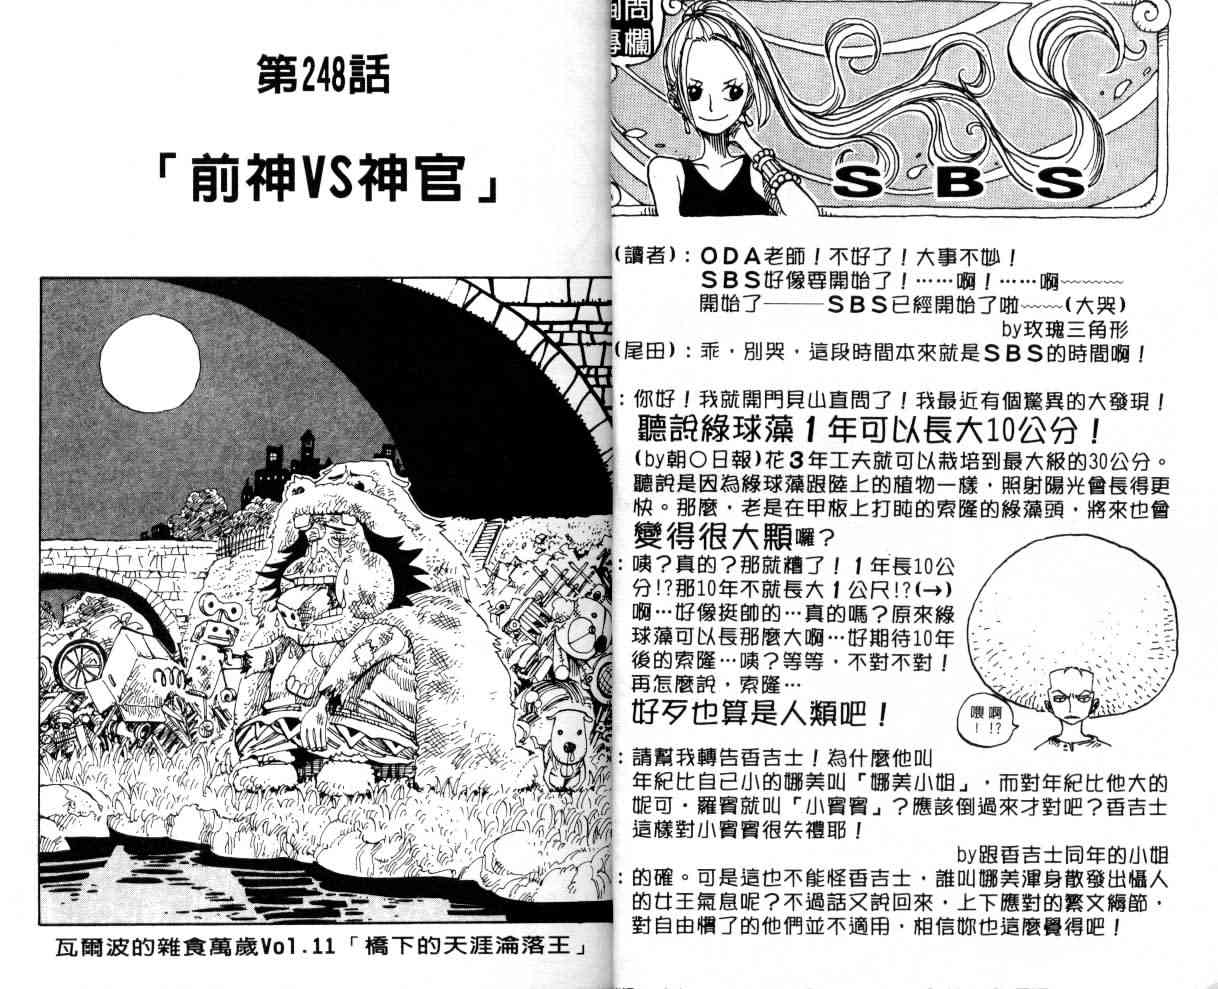 第248話
「前神VS神官」
瓦爾波的雜食萬歲Vol.11「橋下的天涯淪落王」
詢問
專欄
SBS
(讀者)：ODA老師！不好了！大事不妙！
SBS好像要開始了！……啊！……啊~~~~
開始了———SBS已經開始了啦~~~(大哭)
by玫瑰三角形
(尾田)：乖，別哭，這段時間本來就是SBS的時間啊！
：你好！我就開門見山直問了！我最近有個驚異的大發現！
聽說綠球藻1年可以長大10公分！
(by朝○日報)花3年工夫就可以栽培到最大級的30公分。
聽說是因為綠球藻跟陸上的植物一樣，照射陽光會長得更
快。那麼，老是在甲板上打盹的索隆的綠藻頭，將來也會
變得很大顆囉？
：咦？真的？那就糟了！1年長10公
分!?那10年不就長大1公尺!?(→)
啊…好像挺帥的…真的嗎？原來綠
球藻可以長那麼大啊…好期待10年
後的索隆…咦？等等，不對不對！
再怎麼說，索隆…
好歹也算是人類吧！
喂啊
！!?
：請幫我轉告香吉士！為什麼他叫
年紀比自己小的娜美叫「娜美小姐」，而對年紀比他大的
妮可．羅賓就叫「小賓賓」？應該倒過來才對吧？香吉士
這樣對小賓賓很失禮耶！
by跟香吉士同年的小姐
：的確。可是這也不能怪香吉士，誰叫娜美渾身散發出懾人
的女王氣息呢？不過話又說回來，上下應對的繁文縟節，
對自由慣了的他們並不適用，相信妳也這麼覺得吧！